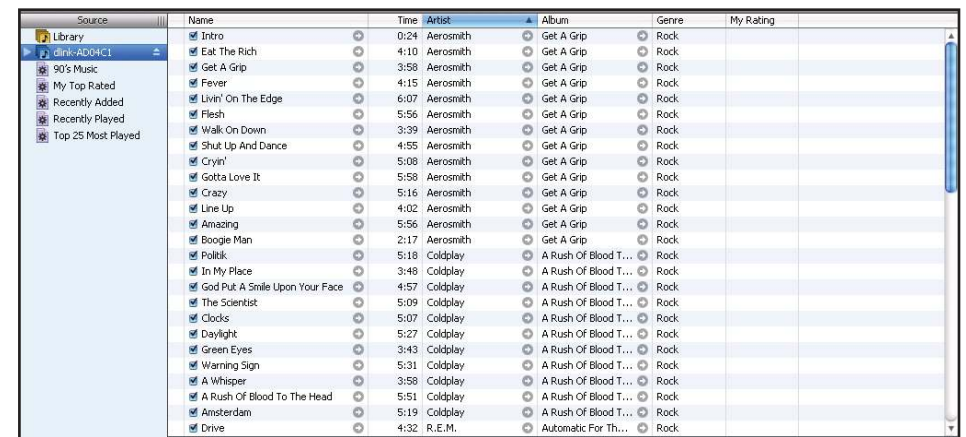 Source Name Time Artist Album Genre My Rating
Library
dlink-AD04C1
90's Music
My Top Rated
Recently Added
Recently Played
Top 25 Most Played
Intro 0:24 Aerosmith Get A Grip Rock
Eat The Rich 4:10 Aerosmith Get A Grip Rock
Get A Grip 3:58 Aerosmith Get A Grip Rock
Fever 4:15 Aerosmith Get A Grip Rock
Livin' On The Edge 6:07 Aerosmith Get A Grip Rock
Flesh 5:56 Aerosmith Get A Grip Rock
Walk On Down 3:39 Aerosmith Get A Grip Rock
Shut Up And Dance 4:55 Aerosmith Get A Grip Rock
Cryin' 5:08 Aerosmith Get A Grip Rock
Gotta Love It 5:58 Aerosmith Get A Grip Rock
Crazy 5:16 Aerosmith Get A Grip Rock
Line Up 4:02 Aerosmith Get A Grip Rock
Amazing 5:56 Aerosmith Get A Grip Rock
Boogie Man 2:17 Aerosmith Get A Grip Rock
Politik 5:18 Coldplay A Rush Of Blood T... Rock
In My Place 3:48 Coldplay A Rush Of Blood T... Rock
God Put A Smile Upon Your Face 4:57 Coldplay A Rush Of Blood T... Rock
The Scientist 5:09 Coldplay A Rush Of Blood T... Rock
Clocks 5:07 Coldplay A Rush Of Blood T... Rock
Daylight 5:27 Coldplay A Rush Of Blood T... Rock
Green Eyes 3:43 Coldplay A Rush Of Blood T... Rock
Warning Sign 5:31 Coldplay A Rush Of Blood T... Rock
A Whisper 3:58 Coldplay A Rush Of Blood T... Rock
A Rush Of Blood To The Head 5:51 Coldplay A Rush Of Blood T... Rock
Amsterdam 5:19 Coldplay A Rush Of Blood T... Rock
Drive 4:32 R.E.M. Automatic For Th... Rock